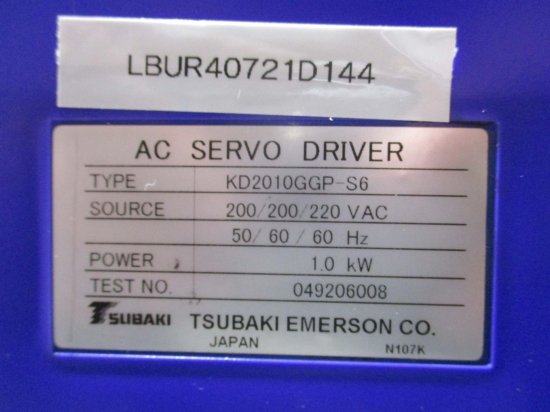 LBUR40721D144
AC SERVO DRIVER
TYPE KD2010GGP-S6
SOURCE 200/200/220 VAC
50/60/60 Hz
POWER 1.0 kW
TEST NO. 049206008
TSUBAKI TSUBAKI EMERSON CO.
JAPAN N107K